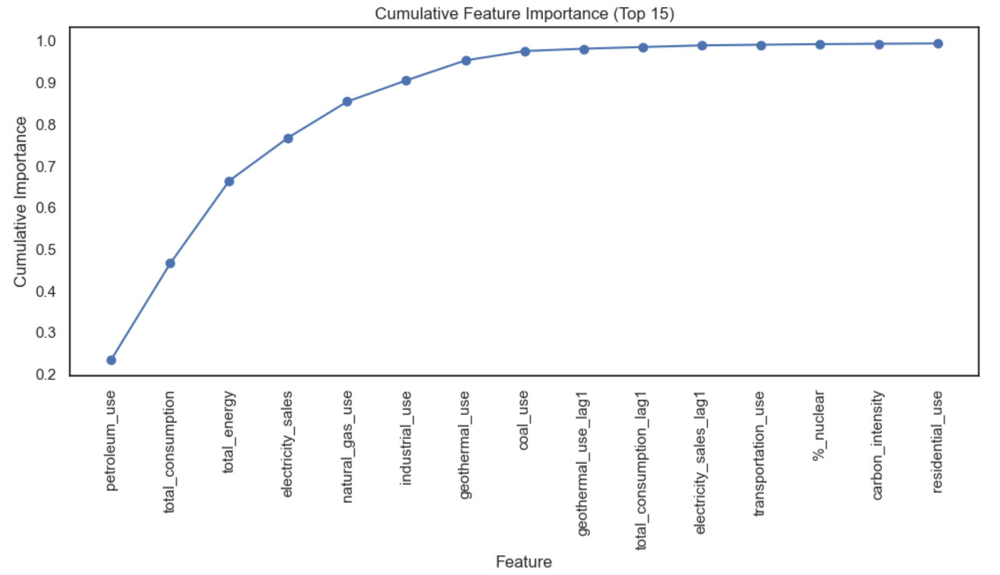 Cumulative Feature Importance (Top 15)
Cumulative Importance
1.0
0.9
0.8
0.7
0.6
0.5
0.4
0.3
0.2
petroleum_use
total_consumption
total_energy
electricity_sales
natural_gas_use
industrial_use
geothermal_use
coal_use
geothermal_use_lag1
total_consumption_lag1
electricity_sales_lag1
transportation_use
%_nuclear
carbon_intensity
residential_use
Feature